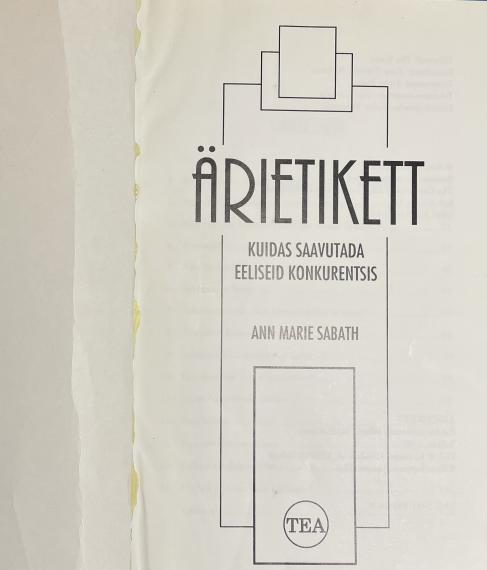 ÄRIETIKETT
KUIDAS SAAVUTADA
EELISEID KONKURENTSIS
ANN MARIE SABATH
TEA